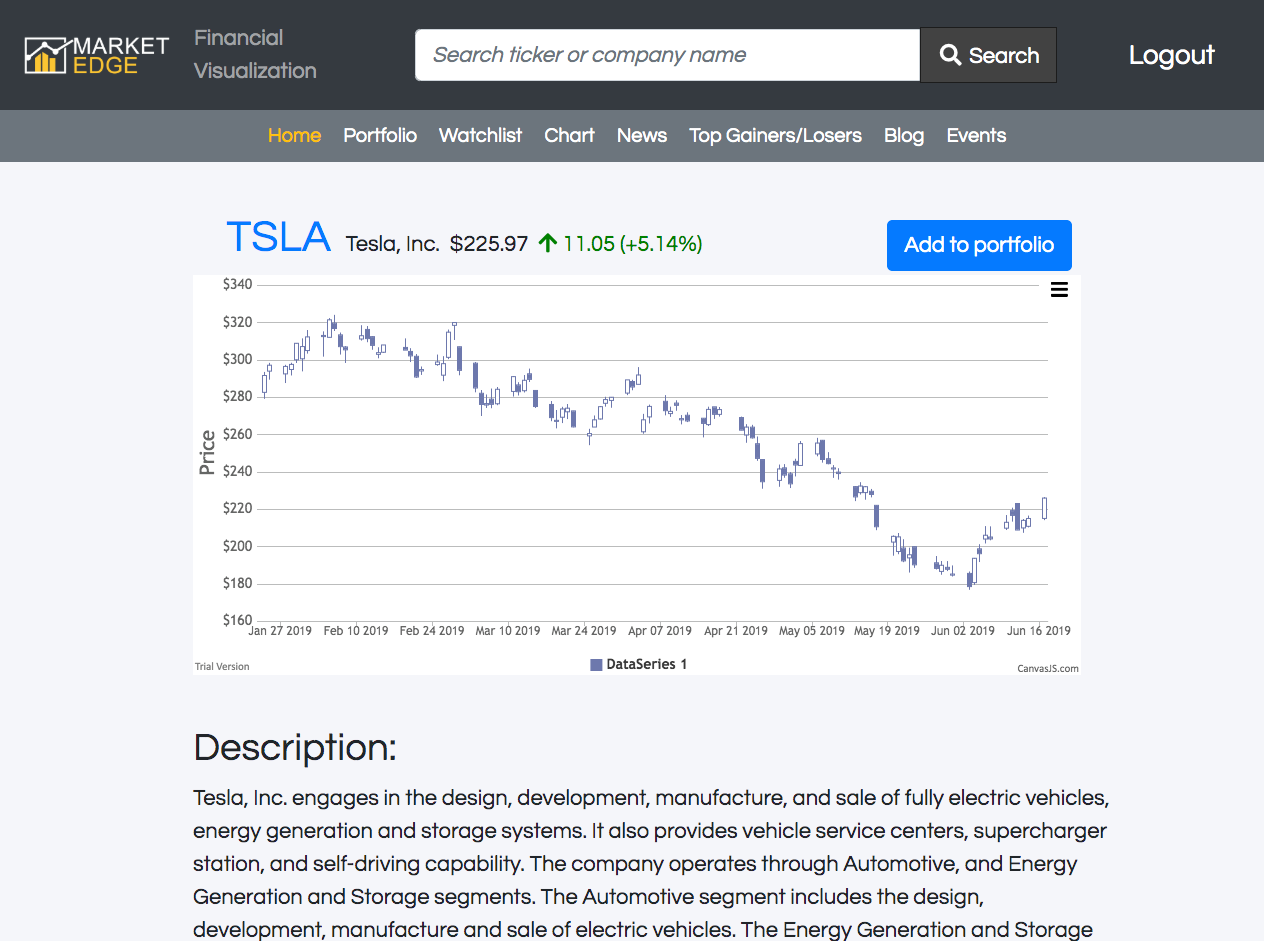 MARKET
EDGE
Financial
Visualization
Search ticker or company name
Search
Logout
Home Portfolio Watchlist Chart News Top Gainers/Losers Blog Events
TSLA Tesla, Inc. $225.97 11.05 (+5.14%)
Add to portfolio
$340
$320
$300
$280
$260
$240
$220
$200
$180
$160
Price
Jan 27 2019 Feb 10 2019 Feb 24 2019 Mar 10 2019 Mar 24 2019 Apr 07 2019 Apr 21 2019 May 05 2019 May 19 2019 Jun 02 2019 Jun 16 2019
DataSeries 1
Trial Version
CanvasJS.com
Description:
Tesla, Inc. engages in the design, development, manufacture, and sale of fully electric vehicles,
energy generation and storage systems. It also provides vehicle service centers, supercharger
station, and self-driving capability. The company operates through Automotive, and Energy
Generation and Storage segments. The Automotive segment includes the design,
development, manufacture and sale of electric vehicles. The Energy Generation and Storage